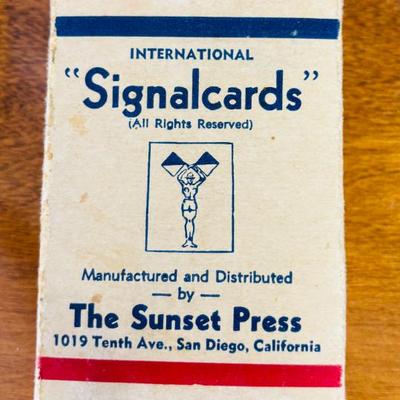 INTERNATIONAL
"Signalcards"
(All Rights Reserved)
Manufactured and Distributed
— by —
The Sunset Press
1019 Tenth Ave., San Diego, California